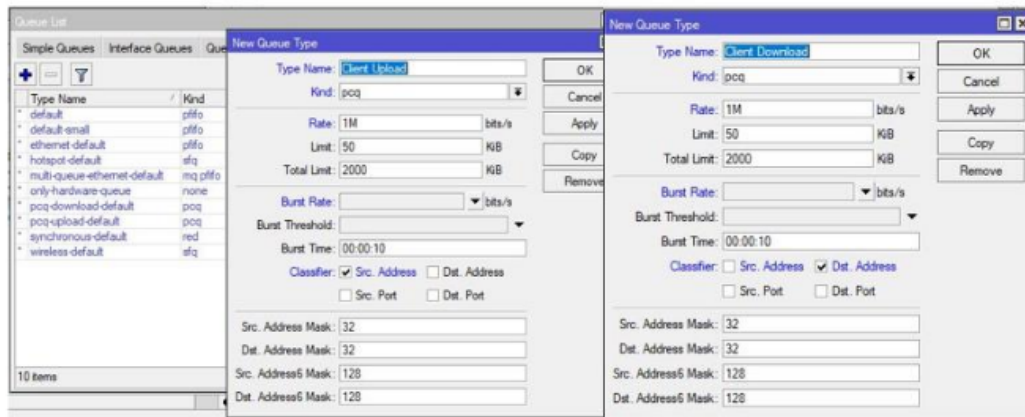 Queue List
Simple Queues Interface Queues Que
Type Name / Kind
* default pfifo
* default-small pfifo
* ethernet-default pfifo
* hotspot-default sfq
* multi-queue-ethernet-default mq pfifo
* only-hardware-queue none
* pcq-download-default pcq
* pcq-upload-default pcq
* synchronous-default red
* wireless-default sfq
10 items
New Queue Type
Type Name: Client Upload
Kind: pcq
Rate: 1M bits/s
Limit: 50 KiB
Total Limit: 2000 KiB
Burst Rate: bits/s
Burst Threshold:
Burst Time: 00:00:10
Classifier: Src. Address Dst. Address
Src. Port Dst. Port
Src. Address Mask: 32
Dst. Address Mask: 32
Src. Address6 Mask: 128
Dst. Address6 Mask: 128
OK
Cancel
Apply
Copy
Remove
New Queue Type
Type Name: Client Download
Kind: pcq
Rate: 1M bits/s
Limit: 50 KiB
Total Limit: 2000 KiB
Burst Rate: bits/s
Burst Threshold:
Burst Time: 00:00:10
Classifier: Src. Address Dst. Address
Src. Port Dst. Port
Src. Address Mask: 32
Dst. Address Mask: 32
Src. Address6 Mask: 128
Dst. Address6 Mask: 128
OK
Cancel
Apply
Copy
Remove